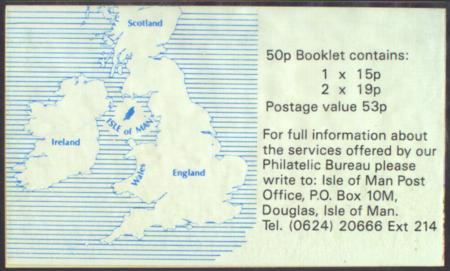 Scotland
ISLE of MAN
Ireland
Wales
England
50p Booklet contains:
1 x 15p
2 x 19p
Postage value 53p
For full information about
the services offered by our
Philatelic Bureau please
write to: Isle of Man Post
Office, P.O. Box 10M,
Douglas, Isle of Man.
Tel. (0624) 20666 Ext 214